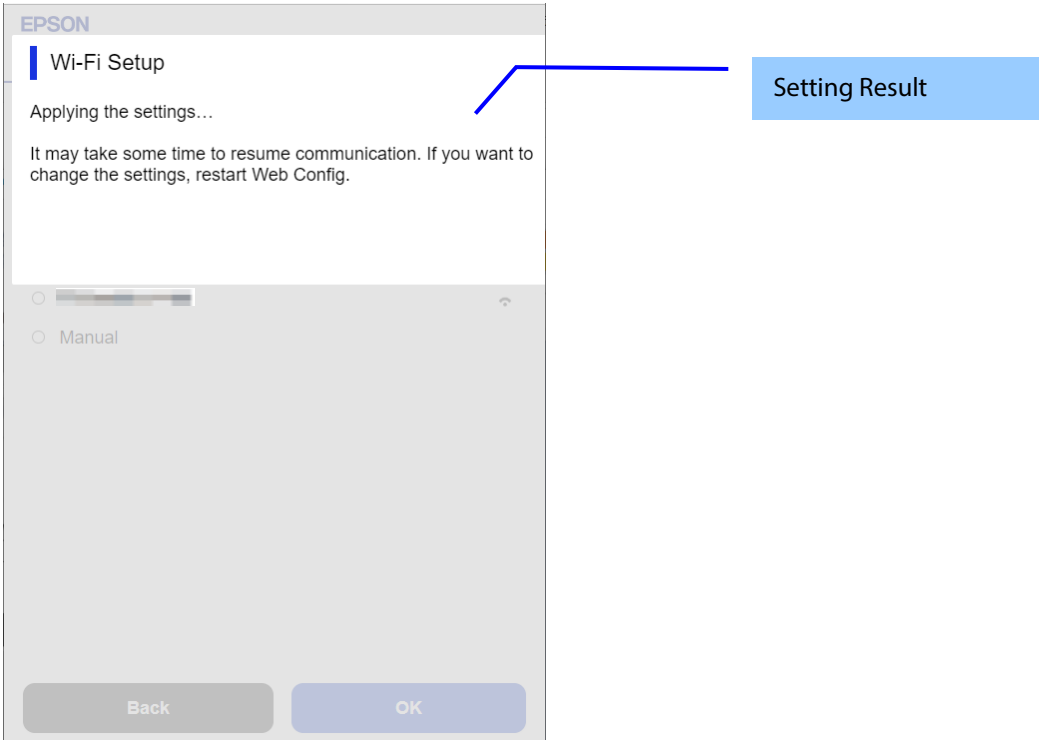 EPSON
Wi-Fi Setup
Setting Result
Applying the settings…
It may take some time to resume communication. If you want to
change the settings, restart Web Config.
Manual
Back
OK